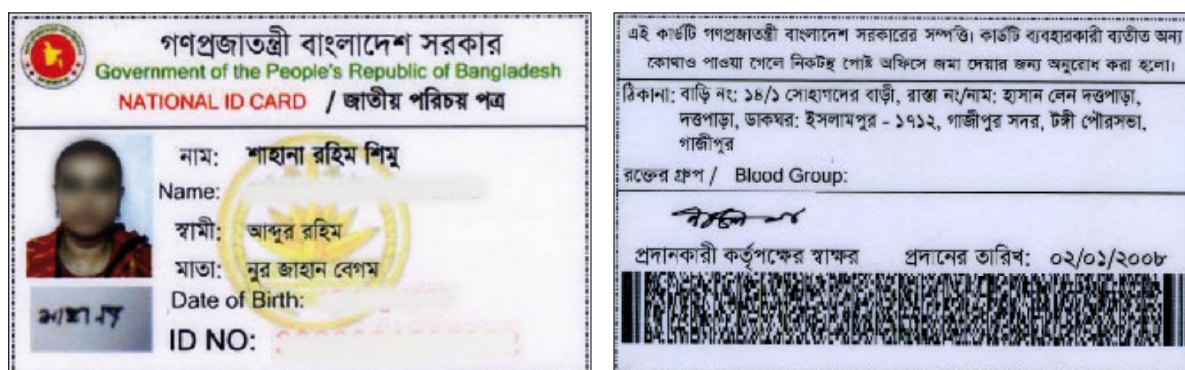 গণপ্রজাতন্ত্রী বাংলাদেশ সরকার
Government of the People's Republic of Bangladesh
NATIONAL ID CARD / জাতীয় পরিচয় পত্র
নাম: শাহানা রহিম শিমু
Name:
স্বামী: আব্দুর রহিম
মাতা: নুর জাহান বেগম
Date of Birth:
ID NO:
এই কার্ডটি গণপ্রজাতন্ত্রী বাংলাদেশ সরকারের সম্পত্তি। কার্ডটি ব্যবহারকারী ব্যতীত অন্য
কোথাও পাওয়া গেলে নিকটস্থ পোষ্ট অফিসে জমা দেয়ার জন্য অনুরোধ করা হলো।
ঠিকানা: বাড়ি নং: ১৪/১ সোহাগদের বাড়ী, রাস্তা নং/নাম: হাসান লেন দত্তপাড়া,
দত্তপাড়া, ডাকঘর: ইসলামপুর - ১৭১২, গাজীপুর সদর, টঙ্গী পৌরসভা,
গাজীপুর
রক্তের গ্রুপ / Blood Group:
প্রদানকারী কর্তৃপক্ষের স্বাক্ষর প্রদানের তারিখ: ০২/০১/২০০৮